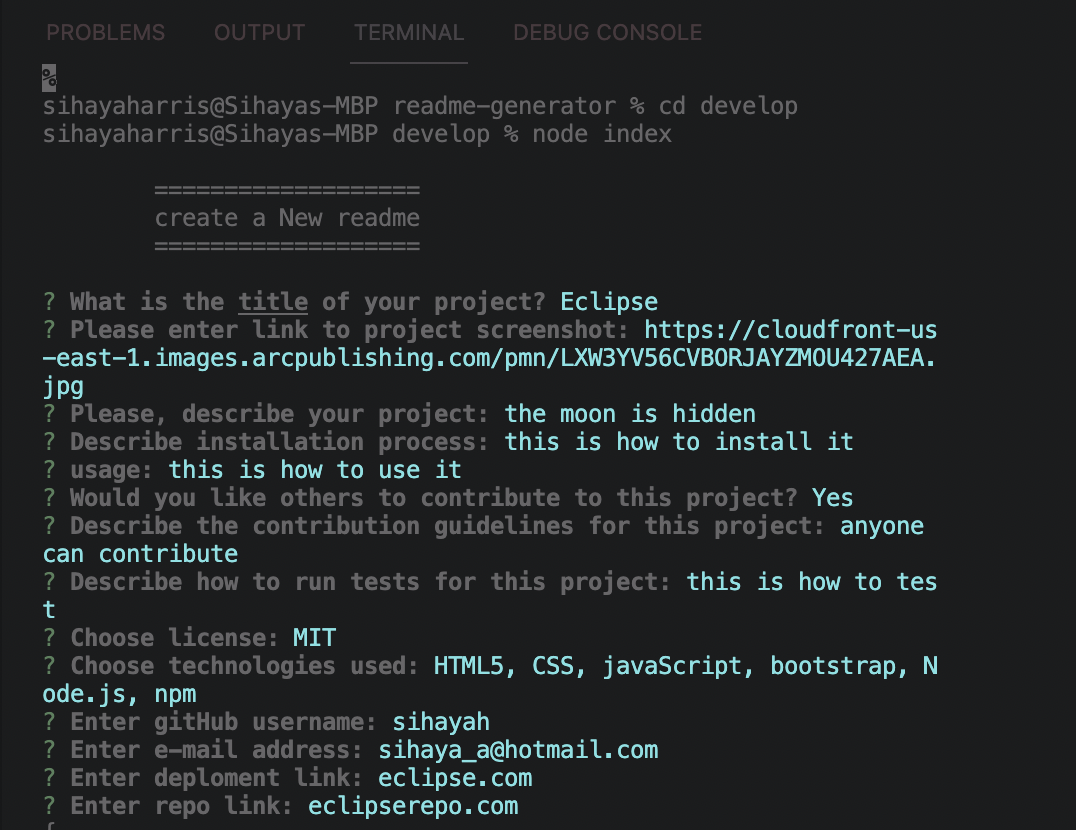 PROBLEMS OUTPUT TERMINAL DEBUG CONSOLE
%
sihayaharris@Sihayas-MBP readme-generator % cd develop
sihayaharris@Sihayas-MBP develop % node index
===================
create a New readme
===================
? What is the title of your project? Eclipse
? Please enter link to project screenshot: https://cloudfront-us
-east-1.images.arcpublishing.com/pmn/LXW3YV56CVBORJAYZMOU427AEA.
jpg
? Please, describe your project: the moon is hidden
? Describe installation process: this is how to install it
? usage: this is how to use it
? Would you like others to contribute to this project? Yes
? Describe the contribution guidelines for this project: anyone
can contribute
? Describe how to run tests for this project: this is how to tes
t
? Choose license: MIT
? Choose technologies used: HTML5, CSS, javaScript, bootstrap, N
ode.js, npm
? Enter gitHub username: sihayah
? Enter e-mail address: sihaya_a@hotmail.com
? Enter deploment link: eclipse.com
? Enter repo link: eclipserepo.com